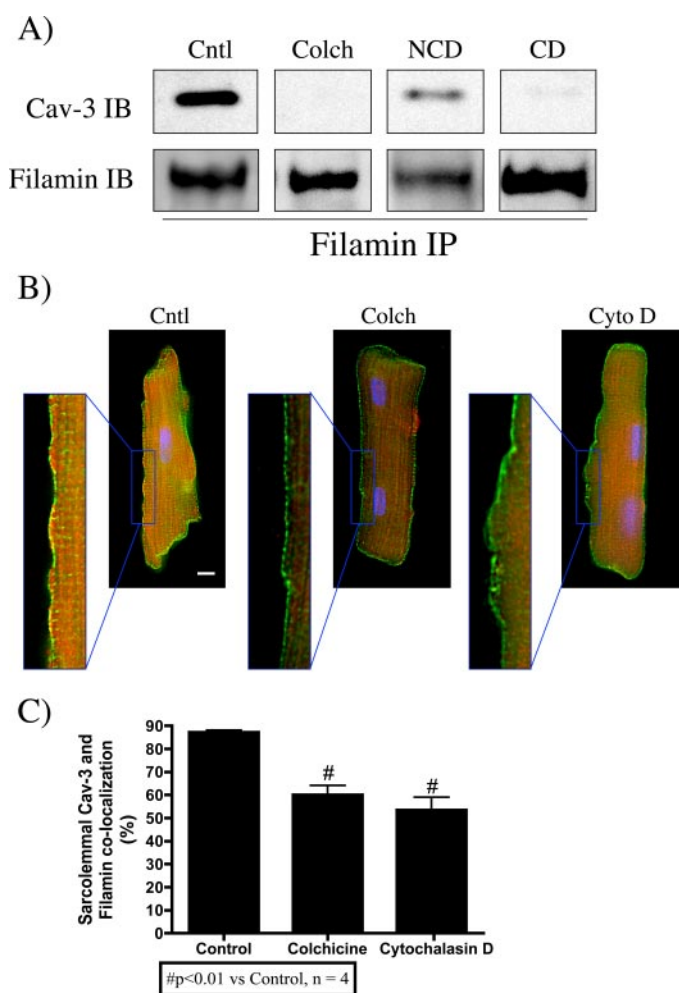 A)
Cntl Colch NCD CD
Cav-3 IB
Filamin IB
Filamin IP
B)
Cntl Colch Cyto D
C)
Sarcolemmal Cav-3 and
Filamin co-localization
(%)
90
80
70
60
50
40
30
20
10
0
# #
Control Colchicine Cytochalasin D
#p<0.01 vs Control, n = 4